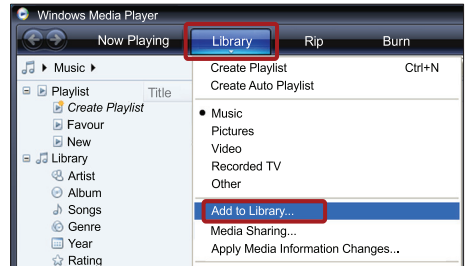 Windows Media Player
Now Playing Library Rip Burn
Music
Create Playlist Ctrl+N
Create Auto Playlist
Music
Pictures
Video
Recorded TV
Other
Add to Library...
Media Sharing...
Apply Media Information Changes...
Playlist Title
Create Playlist
Favour
New
Library
Artist
Album
Songs
Genre
Year
Rating